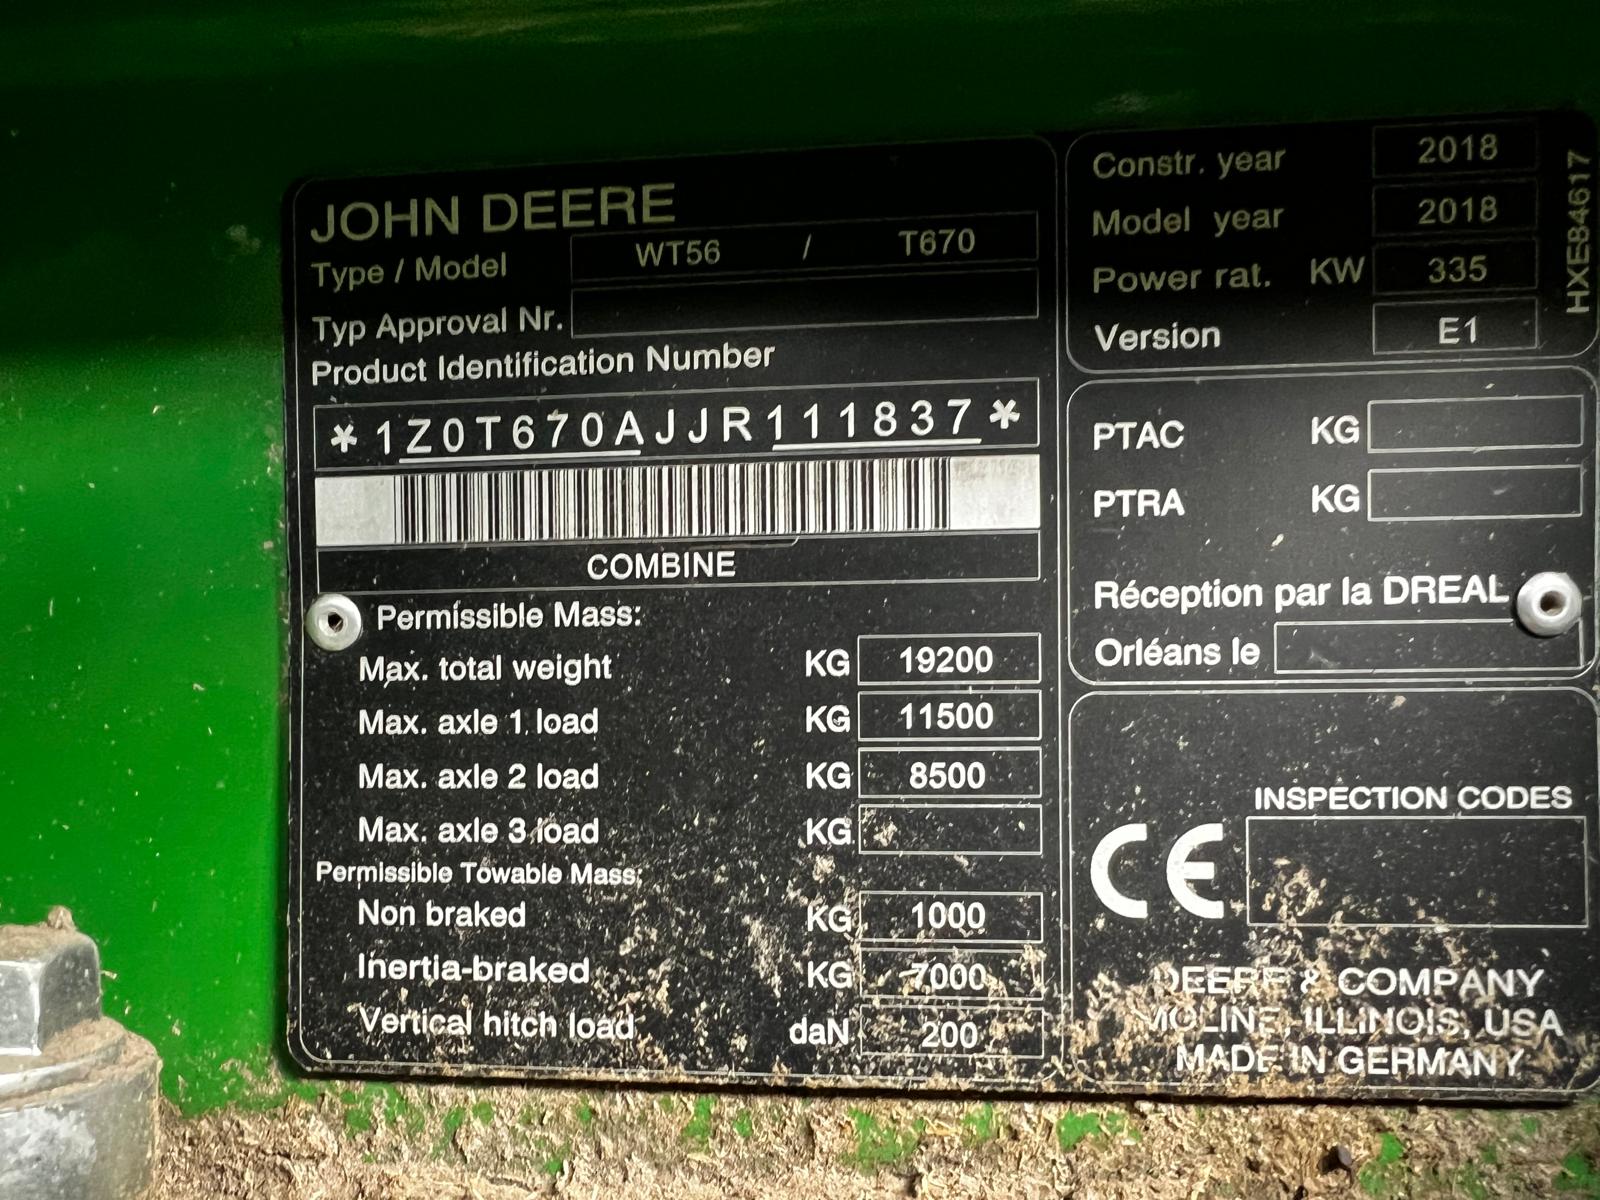 JOHN DEERE
Type / Model WT56 / T670
Typ Approval Nr.
Product Identification Number
*1Z0T670AJJR111837*
COMBINE
Permissible Mass:
Max. total weight KG 19200
Max. axle 1 load KG 11500
Max. axle 2 load KG 8500
Max. axle 3 load KG
Permissible Towable Mass:
Non braked KG 1000
Inertia-braked KG 7000
Vertical hitch load daN 200
Constr. year 2018
Model year 2018
Power rat. KW 335
Version E1
HXEB4617
PTAC KG
PTRA KG
Réception par la DREAL
Orléans le
INSPECTION CODES
CE
DEERE & COMPANY
MOLINE, ILLINOIS, USA
MADE IN GERMANY